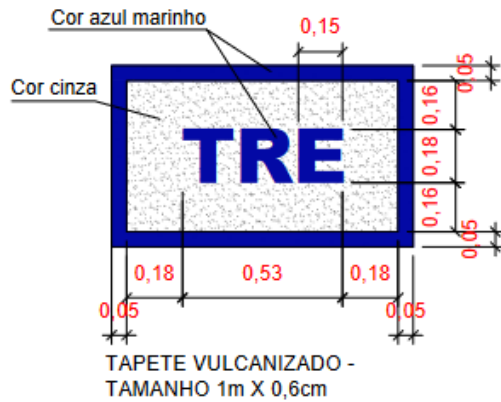 Cor azul marinho
0,15
Cor cinza
0,05
0,16
TRE
0,18
0,16
0,05
0,18
0,53
0,18
0,05
0,05
TAPETE VULCANIZADO -
TAMANHO 1m X 0,6cm